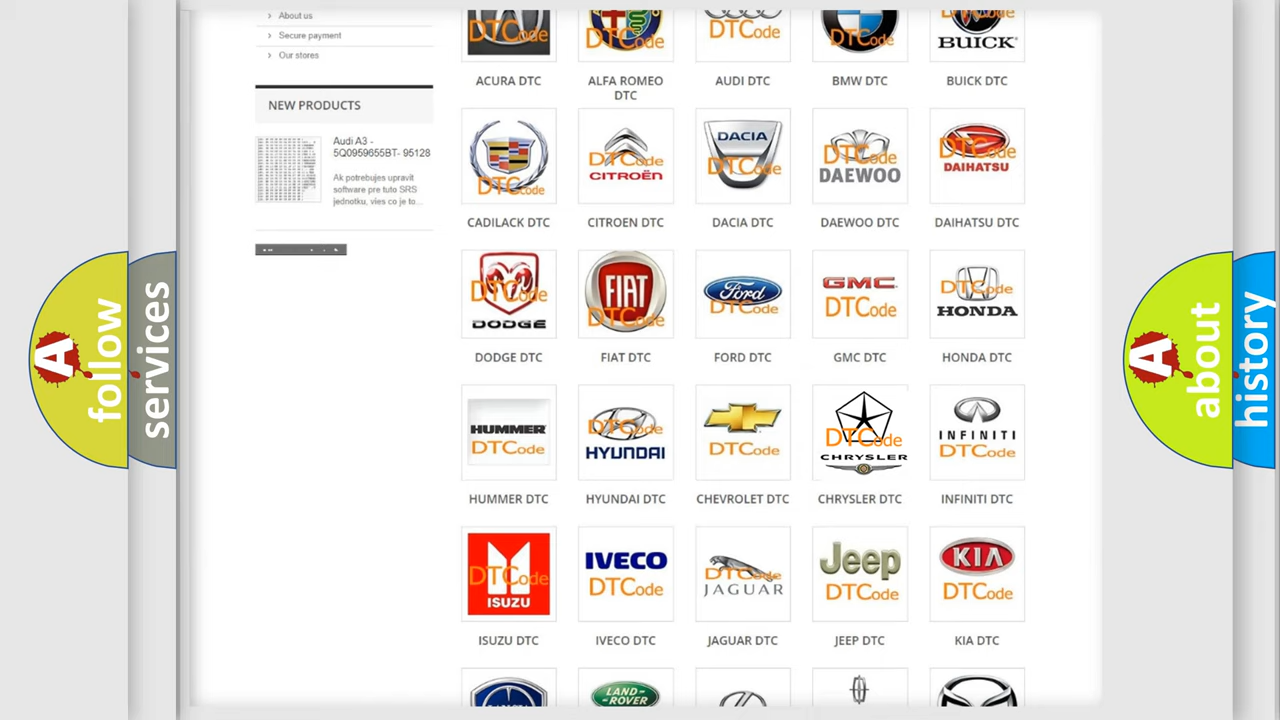 About us
Secure payment
Our stores
NEW PRODUCTS
Audi A3 -
5Q0959655BT- 95128
Ak potrebujes upravit
software pre tuto SRS
jednotku, vies co je to...
DTCode
DTCode
DTCode
DTCode
BUICK
ACURA DTC
ALFA ROMEO
DTC
AUDI DTC
BMW DTC
BUICK DTC
DTCode
DTCode
CITROËN
DACIA
DTCode
DTCode
DAEWOO
DTCode
DAIHATSU
CADILACK DTC
CITROEN DTC
DACIA DTC
DAEWOO DTC
DAIHATSU DTC
DTCode
DODGE
FIAT
DTCode
Ford
DTCode
GMC
DTCode
DTCode
HONDA
DODGE DTC
FIAT DTC
FORD DTC
GMC DTC
HONDA DTC
HUMMER
DTCode
DTCode
HYUNDAI
DTCode
DTCode
CHRYSLER
INFINITI
DTCode
HUMMER DTC
HYUNDAI DTC
CHEVROLET DTC
CHRYSLER DTC
INFINITI DTC
DTCode
ISUZU
IVECO
DTCode
DTCode
JAGUAR
Jeep
DTCode
KIA
DTCode
ISUZU DTC
IVECO DTC
JAGUAR DTC
JEEP DTC
KIA DTC
LAND-
ROVER
A
follow
services
A
about
history